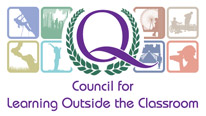 Q
Council for
Learning Outside the Classroom